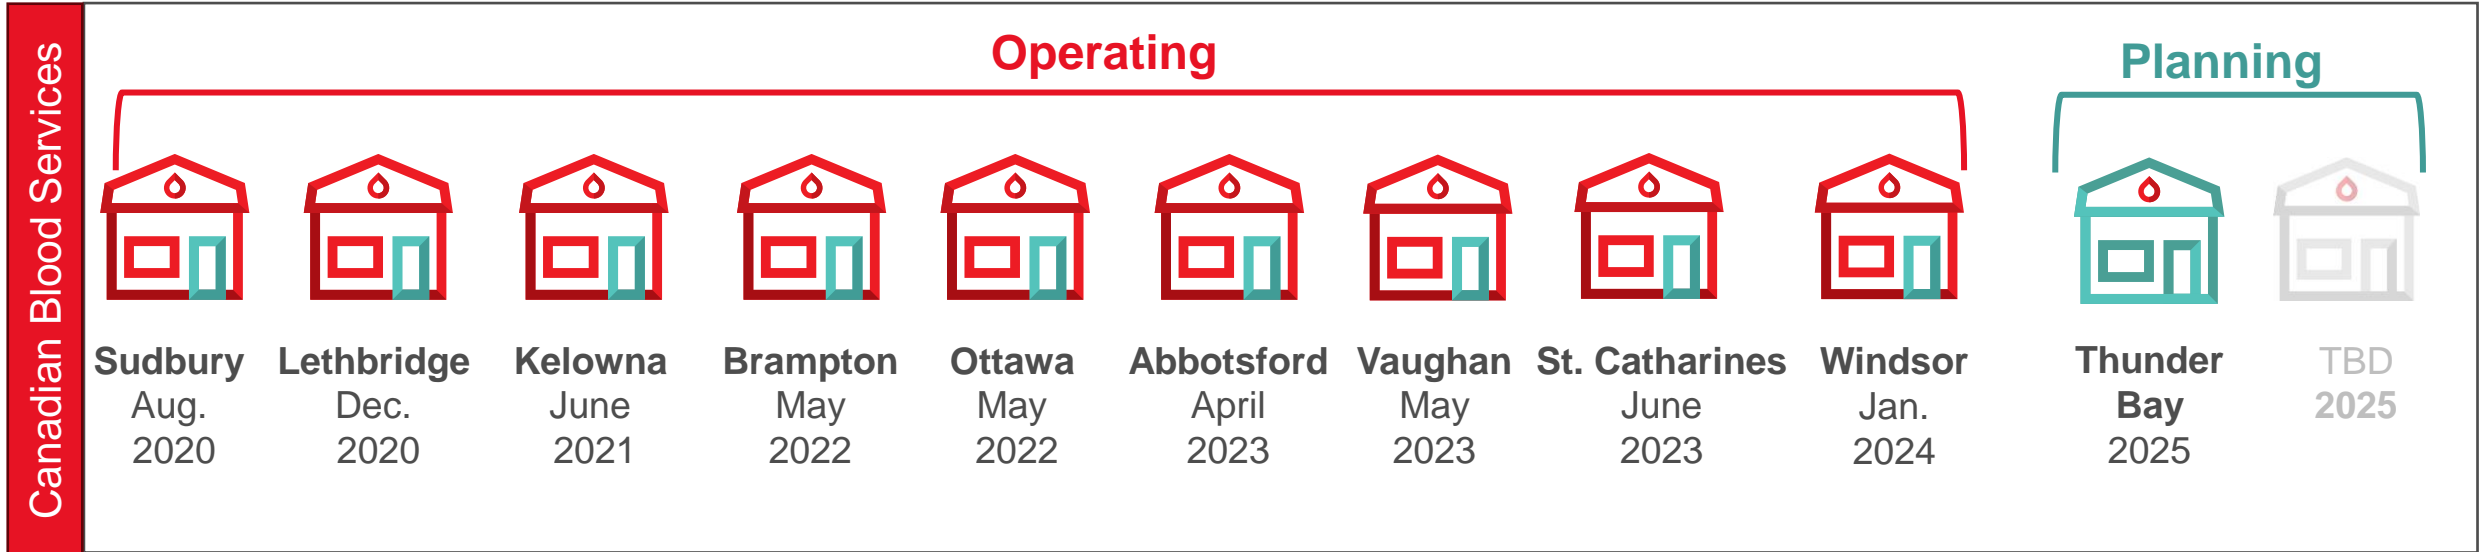 Canadian Blood Services
Operating
Planning
Sudbury
Aug.
2020
Lethbridge
Dec.
2020
Kelowna
June
2021
Brampton
May
2022
Ottawa
May
2022
Abbotsford
April
2023
Vaughan
May
2023
St. Catharines
June
2023
Windsor
Jan.
2024
Thunder
Bay
2025
TBD
2025